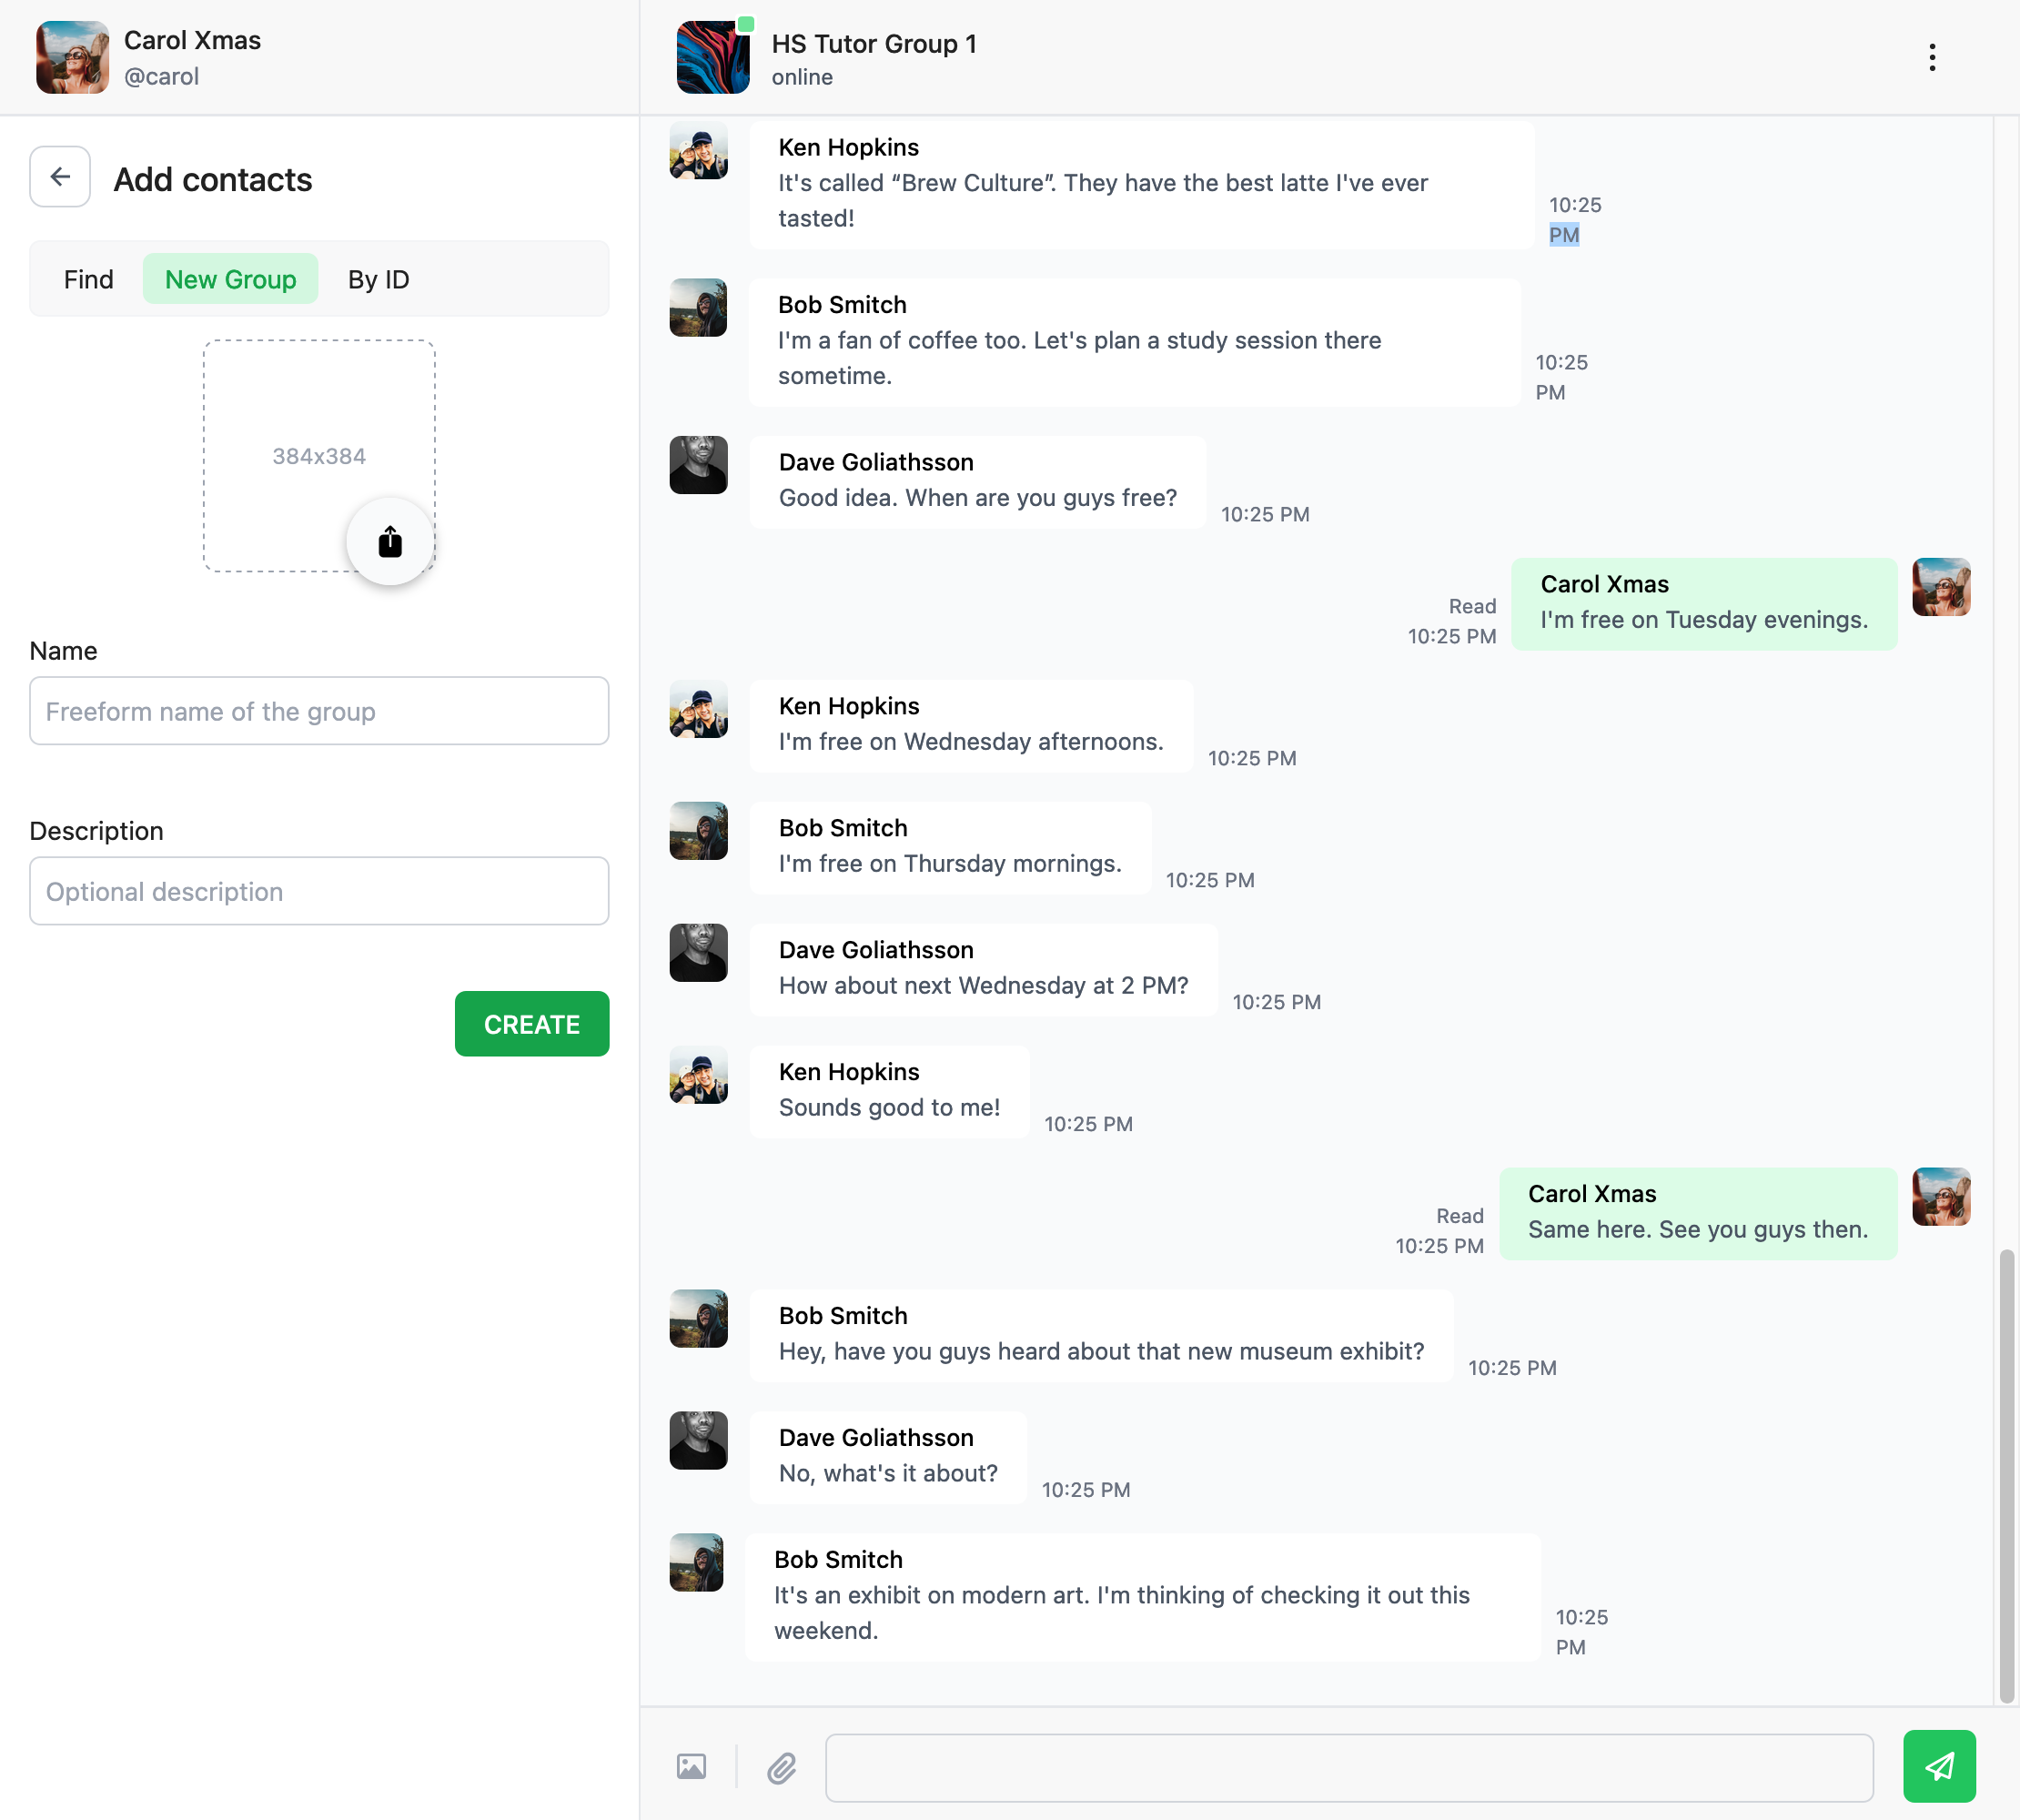 Carol Xmas
@carol
Add contacts
Find New Group By ID
384x384
Name
Freeform name of the group
Description
Optional description
CREATE
HS Tutor Group 1
online
Ken Hopkins
It's called “Brew Culture”. They have the best latte I've ever
tasted!
10:25
PM
Bob Smitch
I'm a fan of coffee too. Let's plan a study session there
sometime.
10:25
PM
Dave Goliathsson
Good idea. When are you guys free?
10:25 PM
Carol Xmas
I'm free on Tuesday evenings.
Read
10:25 PM
Ken Hopkins
I'm free on Wednesday afternoons.
10:25 PM
Bob Smitch
I'm free on Thursday mornings.
10:25 PM
Dave Goliathsson
How about next Wednesday at 2 PM?
10:25 PM
Ken Hopkins
Sounds good to me!
10:25 PM
Carol Xmas
Same here. See you guys then.
Read
10:25 PM
Bob Smitch
Hey, have you guys heard about that new museum exhibit?
10:25 PM
Dave Goliathsson
No, what's it about?
10:25 PM
Bob Smitch
It's an exhibit on modern art. I'm thinking of checking it out this
weekend.
10:25
PM